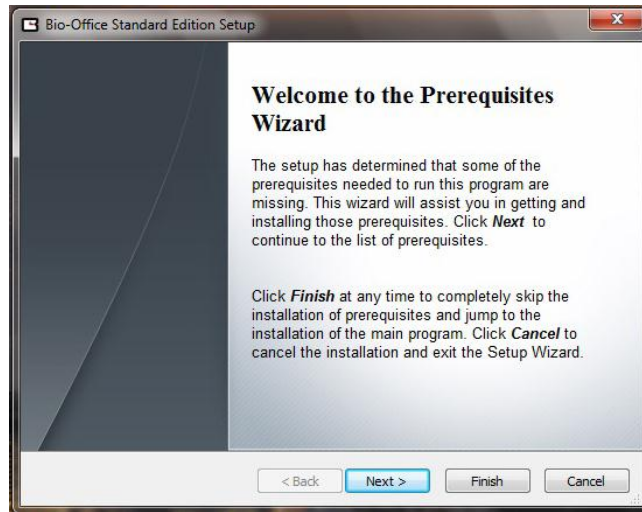 Bio-Office Standard Edition Setup
Welcome to the Prerequisites
Wizard
The setup has determined that some of the
prerequisites needed to run this program are
missing. This wizard will assist you in getting and
installing those prerequisites. Click Next to
continue to the list of prerequisites.
Click Finish at any time to completely skip the
installation of prerequisites and jump to the
installation of the main program. Click Cancel to
cancel the installation and exit the Setup Wizard.
< Back Next > Finish Cancel